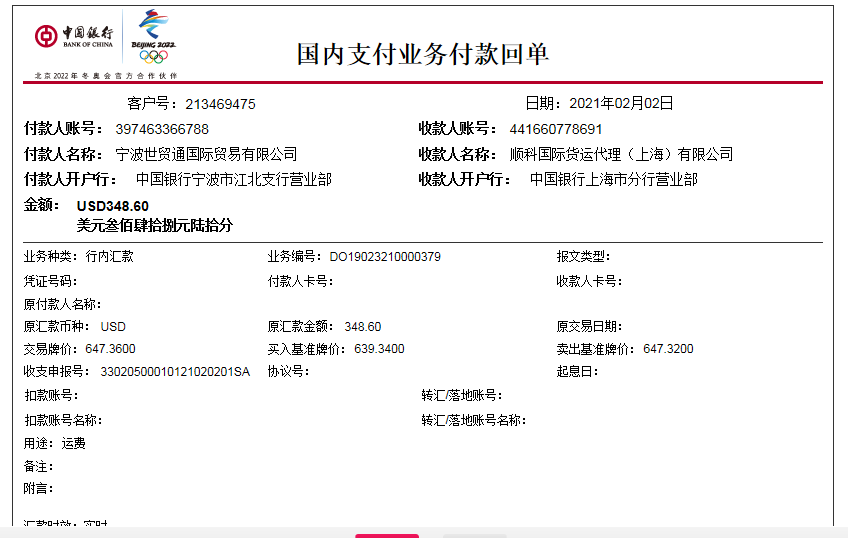 中国银行
BANK OF CHINA
BEIJING 2022
北京2022年冬奥会官方合作伙伴
国内支付业务付款回单
客户号：213469475 日期：2021年02月02日
付款人账号：397463366788 收款人账号：441660778691
付款人名称：宁波世贸通国际贸易有限公司 收款人名称：顺科国际货运代理（上海）有限公司
付款人开户行：中国银行宁波市江北支行营业部 收款人开户行：中国银行上海市分行营业部
金额：USD348.60
美元叁佰肆拾捌元陆拾分
业务种类：行内汇款 业务编号：DO19023210000379 报文类型：
凭证号码： 付款人卡号： 收款人卡号：
原付款人名称：
原汇款币种：USD 原汇款金额：348.60 原交易日期：
交易牌价：647.3600 买入基准牌价：639.3400 卖出基准牌价：647.3200
收支申报号：33020500010121020201SA 协议号： 起息日：
扣款账号： 转汇/落地账号：
扣款账号名称： 转汇/落地账号名称：
用途：运费
备注：
附言：
汇款时效：实时